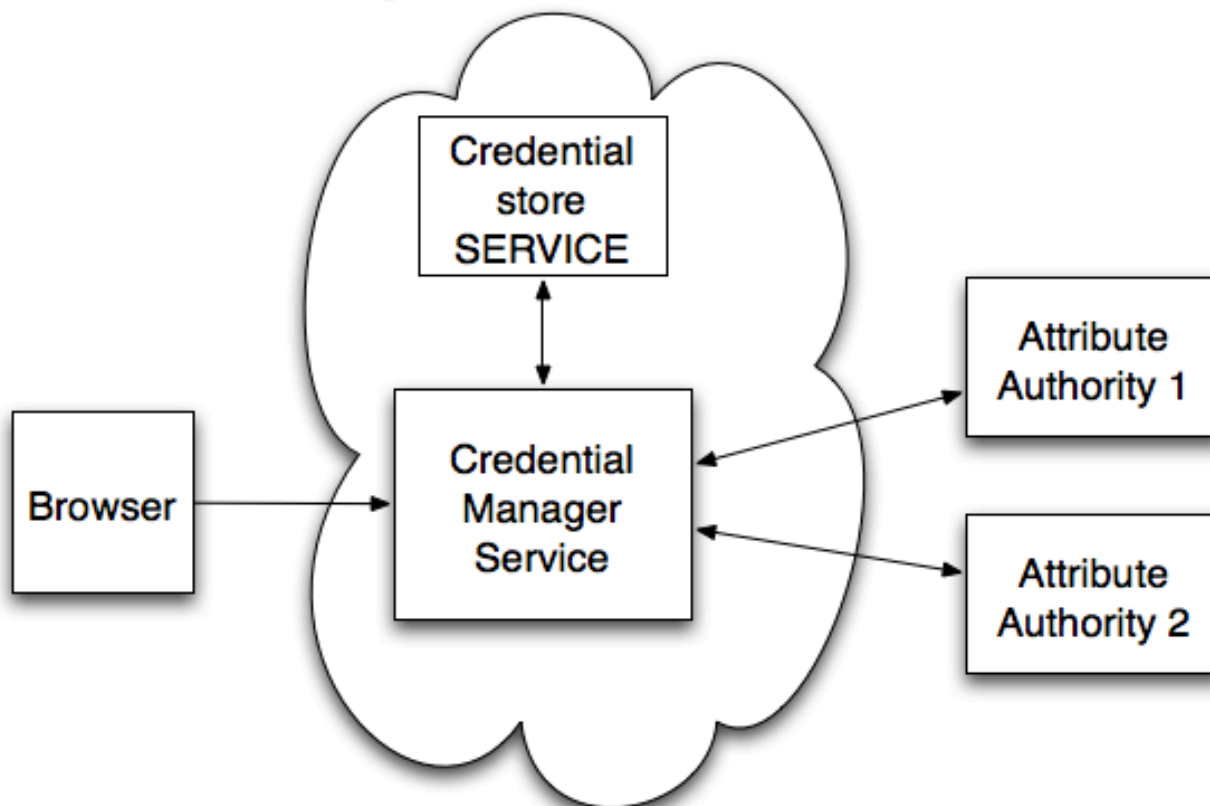 Credential
store
SERVICE
Credential
Manager
Service
Browser
Attribute
Authority 1
Attribute
Authority 2